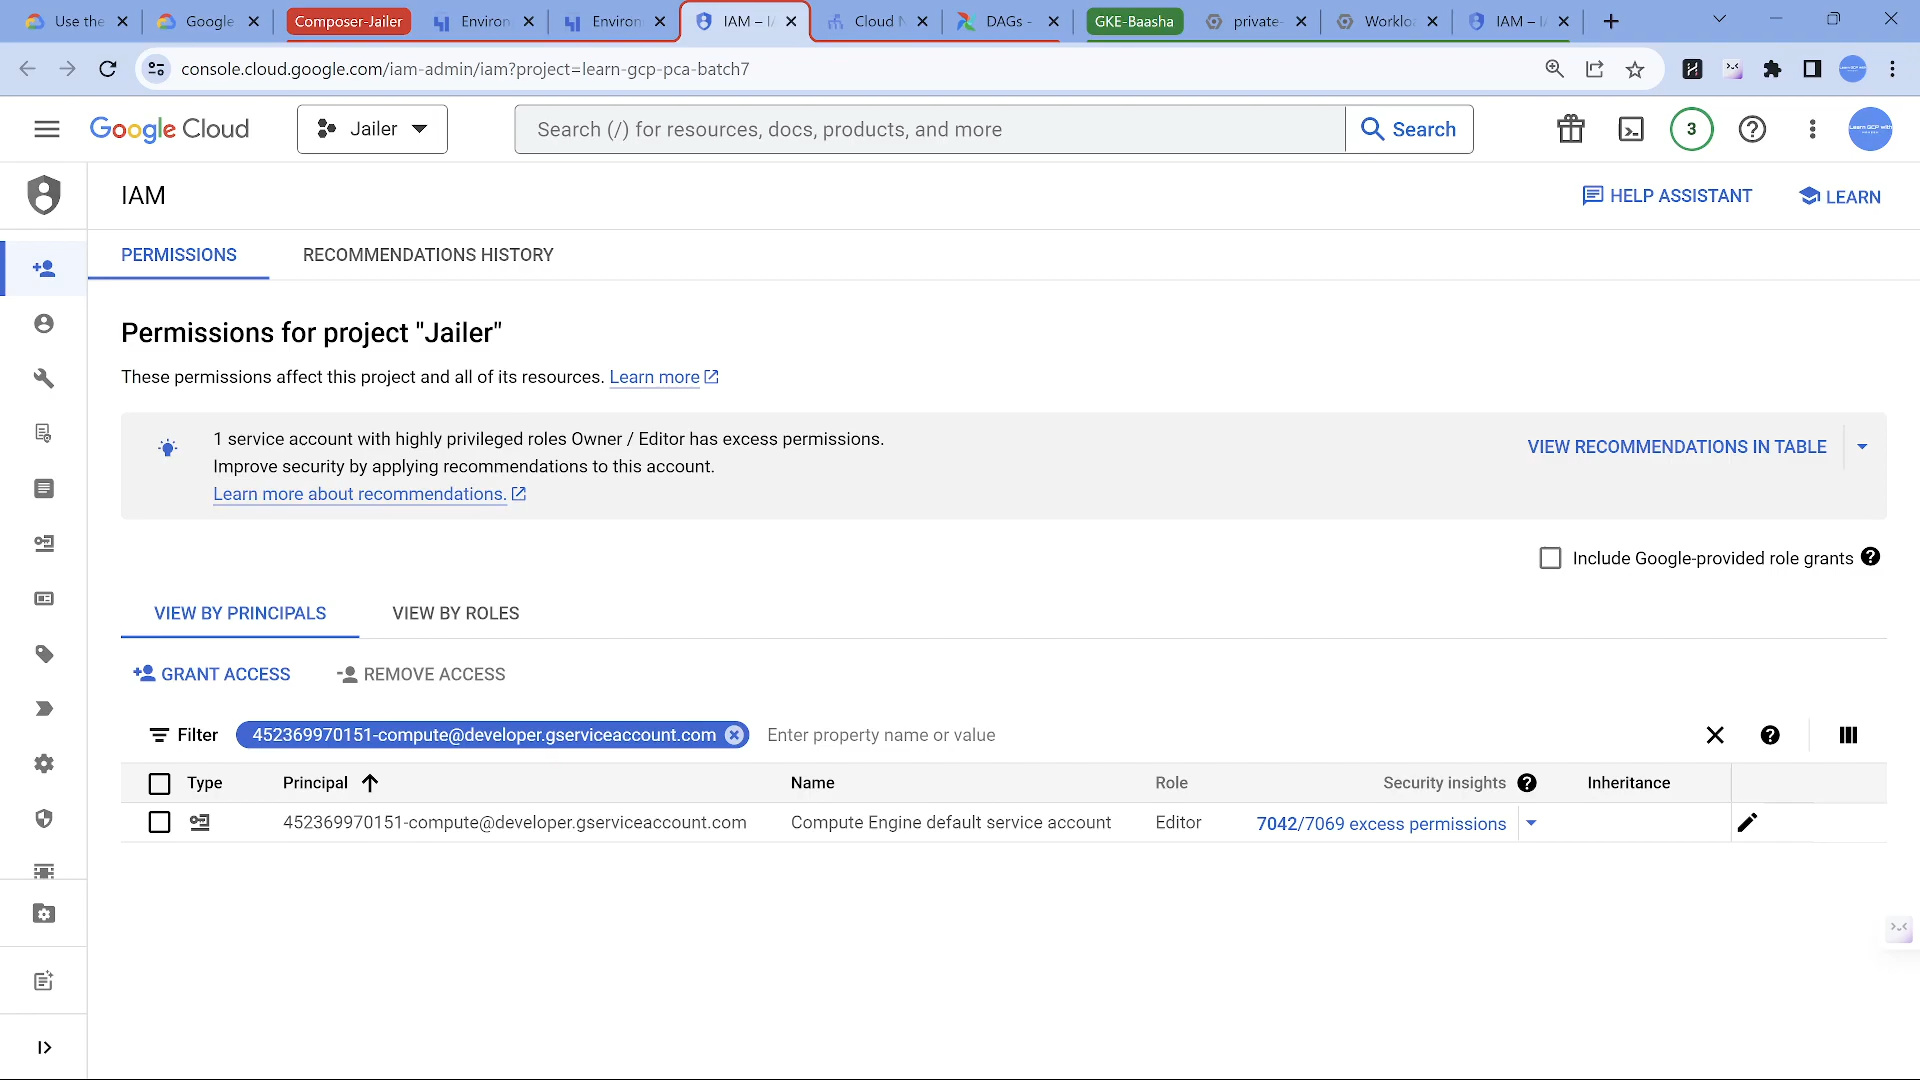 Use the
Google
Composer-Jailer
Environ
Environ
IAM – I
Cloud
DAGs -
GKE-Baasha
private-
Worklo
IAM – I
console.cloud.google.com/iam-admin/iam?project=learn-gcp-pca-batch7
Google Cloud
Jailer
Search (/) for resources, docs, products, and more
Search
3
IAM
HELP ASSISTANT
LEARN
PERMISSIONS
RECOMMENDATIONS HISTORY
Permissions for project "Jailer"
These permissions affect this project and all of its resources. Learn more
1 service account with highly privileged roles Owner / Editor has excess permissions.
Improve security by applying recommendations to this account.
Learn more about recommendations.
VIEW RECOMMENDATIONS IN TABLE
Include Google-provided role grants
VIEW BY PRINCIPALS
VIEW BY ROLES
GRANT ACCESS
REMOVE ACCESS
Filter
452369970151-compute@developer.gserviceaccount.com
Enter property name or value
Type
Principal
Name
Role
Security insights
Inheritance
452369970151-compute@developer.gserviceaccount.com
Compute Engine default service account
Editor
7042/7069 excess permissions